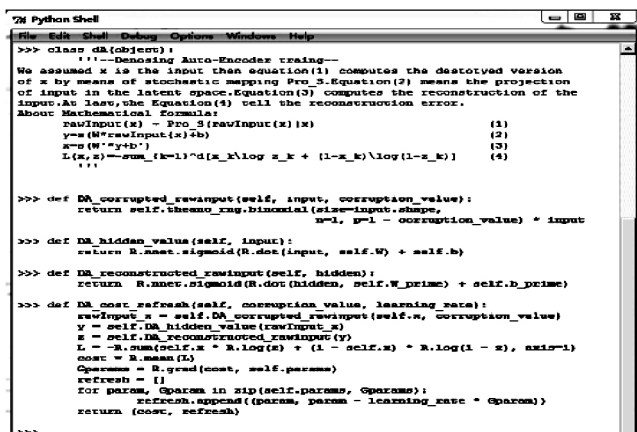 Python Shell
File Edit Shell Debug Options Windows Help
>>> class dA(object):
'''--Denosing Auto-Encoder traing--
We assumed x is the input then equation(1) computes the destotyed version
of x by means of stochastic mapping Pro_S.Equation(2) means the projection
of input in the latent space.Equation(3) computes the reconstruction of the
input.At last,the Equation(4) tell the reconstruction error.
About Mathematical formula:
rawInput(x) ~ Pro_S(rawInput(x)|x) (1)
y=s(W*rawInput(x)+b) (2)
x=s(W'*y+b') (3)
L(x,z)=-sum_{k=1}^d[x_k\log z_k + (1-x_k)\log(1-z_k)] (4)
'''
>>> def DA_corrupted_rawinput(self, input, corruption_value):
return self.theano_rng.binomial(size=input.shape,
n=1, p=1 - corruption_value) * input
>>> def DA_hidden_value(self, input):
return R.nnet.sigmoid(R.dot(input, self.W) + self.b)
>>> def DA_reconstructed_rawinput(self, hidden):
return R.nnet.sigmoid(R.dot(hidden, self.W_prime) + self.b_prime)
>>> def DA_cost_refresh(self, corruption_value, learning_rate):
rawInput_x = self.DA_corrupted_rawinput(self.x, corruption_value)
y = self.DA_hidden_value(rawInput_x)
z = self.DA_reconstructed_rawinput(y)
L = -R.sum(self.x * R.log(z) + (1 - self.x) * R.log(1 - z), axis=1)
cost = R.mean(L)
Gparams = R.grad(cost, self.params)
refresh = []
for param, Gparam in zip(self.params, Gparams):
refresh.append((param, param - learning_rate * Gparam))
return (cost, refresh)
>>>